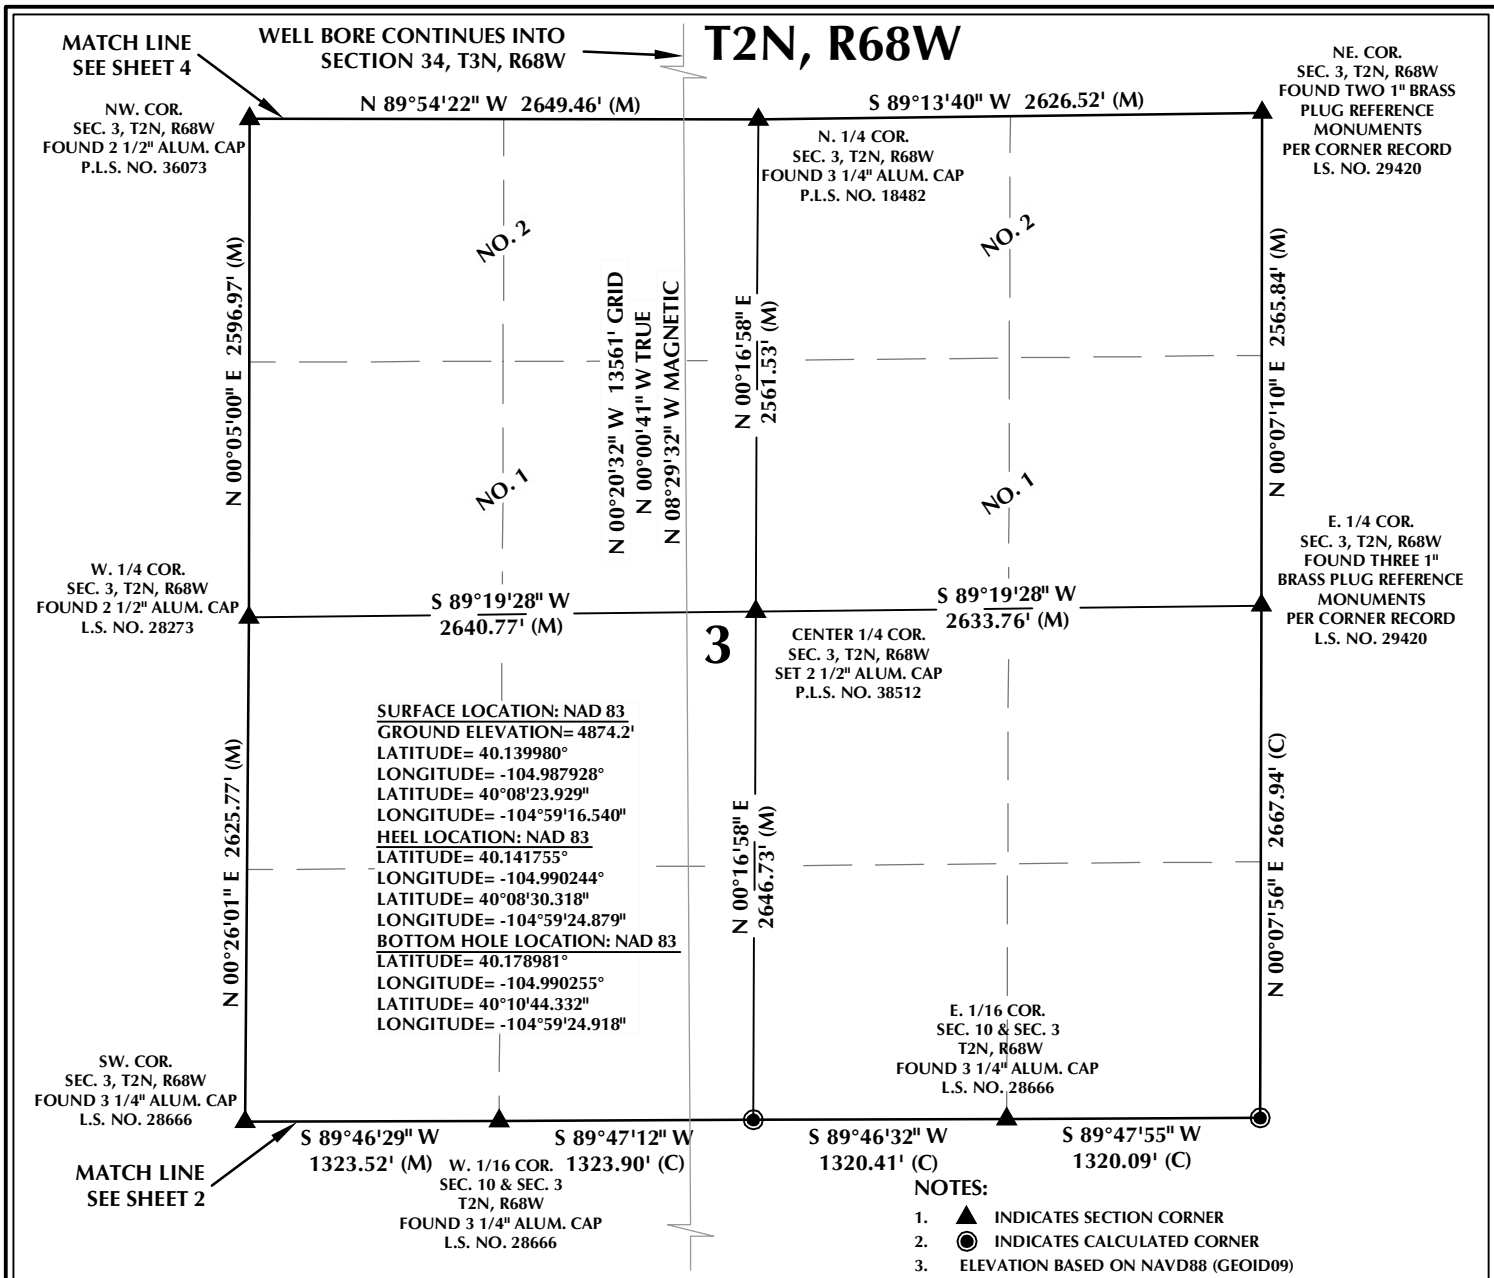 T2N, R68W
MATCH LINE
SEE SHEET 4
WELL BORE CONTINUES INTO
SECTION 34, T3N, R68W
NW. COR.
SEC. 3, T2N, R68W
FOUND 2 1/2" ALUM. CAP
P.L.S. NO. 36073
N 89°54'22" W 2649.46' (M)
S 89°13'40" W 2626.52' (M)
N. 1/4 COR.
SEC. 3, T2N, R68W
FOUND 3 1/4" ALUM. CAP
P.L.S. NO. 18482
NE. COR.
SEC. 3, T2N, R68W
FOUND TWO 1" BRASS
PLUG REFERENCE
MONUMENTS
PER CORNER RECORD
LS. NO. 29420
NO. 2
NO. 2
N 00°05'00" E 2596.97' (M)
N 00°20'32" W 13561' GRID
N 00°00'41" W TRUE
N 08°29'32" W MAGNETIC
N 00°16'58" E
2561.53' (M)
N 00°07'10" E 2565.84' (M)
NO. 1
NO. 1
W. 1/4 COR.
SEC. 3, T2N, R68W
FOUND 2 1/2" ALUM. CAP
L.S. NO. 28273
S 89°19'28" W
2640.77' (M)
S 89°19'28" W
2633.76' (M)
E. 1/4 COR.
SEC. 3, T2N, R68W
FOUND THREE 1"
BRASS PLUG REFERENCE
MONUMENTS
PER CORNER RECORD
L.S. NO. 29420
3
CENTER 1/4 COR.
SEC. 3, T2N, R68W
SET 2 1/2" ALUM. CAP
P.L.S. NO. 38512
SURFACE LOCATION: NAD 83
GROUND ELEVATION= 4874.2'
LATITUDE= 40.139980°
LONGITUDE= -104.987928°
LATITUDE= 40°08'23.929"
LONGITUDE= -104°59'16.540"
HEEL LOCATION: NAD 83
LATITUDE= 40.141755°
LONGITUDE= -104.990244°
LATITUDE= 40°08'30.318"
LONGITUDE= -104°59'24.879"
BOTTOM HOLE LOCATION: NAD 83
LATITUDE= 40.178981°
LONGITUDE= -104.990255°
LATITUDE= 40°10'44.332"
LONGITUDE= -104°59'24.918"
N 00°26'01" E 2625.77' (M)
N 00°16'58" E
2646.73' (M)
N 00°07'56" E 2667.94' (C)
E. 1/16 COR.
SEC. 10 & SEC. 3
T2N, R68W
FOUND 3 1/4" ALUM. CAP
L.S. NO. 28666
SW. COR.
SEC. 3, T2N, R68W
FOUND 3 1/4" ALUM. CAP
L.S. NO. 28666
MATCH LINE
SEE SHEET 2
S 89°46'29" W
1323.52' (M)
S 89°47'12" W
1323.90' (C)
S 89°46'32" W
1320.41' (C)
S 89°47'55" W
1320.09' (C)
W. 1/16 COR.
SEC. 10 & SEC. 3
T2N, R68W
FOUND 3 1/4" ALUM. CAP
L.S. NO. 28666
NOTES:
1. INDICATES SECTION CORNER
2. INDICATES CALCULATED CORNER
3. ELEVATION BASED ON NAVD88 (GEOID09)